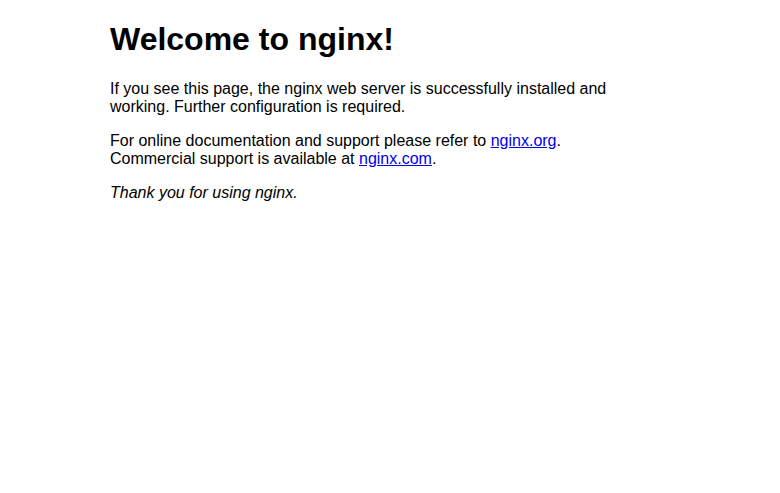 Welcome to nginx!
If you see this page, the nginx web server is successfully installed and
working. Further configuration is required.
For online documentation and support please refer to nginx.org.
Commercial support is available at nginx.com.
Thank you for using nginx.